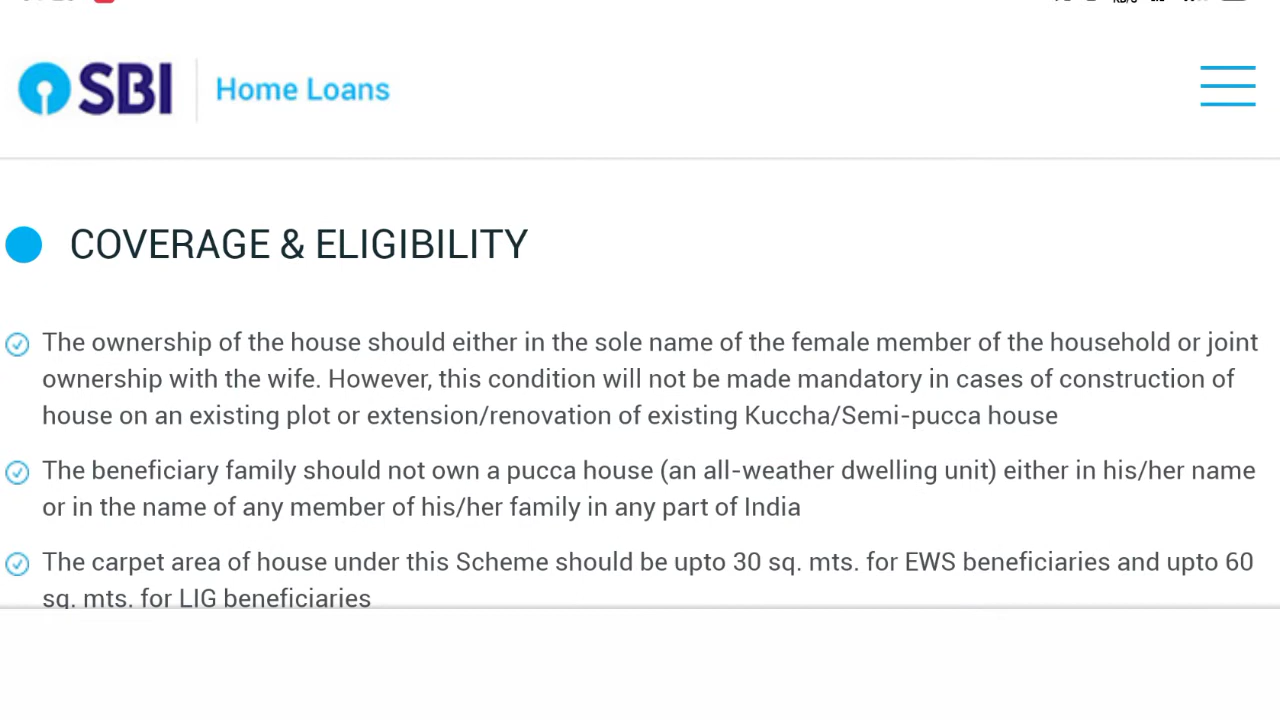 SBI Home Loans
COVERAGE & ELIGIBILITY
The ownership of the house should either in the sole name of the female member of the household or joint
ownership with the wife. However, this condition will not be made mandatory in cases of construction of
house on an existing plot or extension/renovation of existing Kuccha/Semi-pucca house
The beneficiary family should not own a pucca house (an all-weather dwelling unit) either in his/her name
or in the name of any member of his/her family in any part of India
The carpet area of house under this Scheme should be upto 30 sq. mts. for EWS beneficiaries and upto 60
sq. mts. for LIG beneficiaries